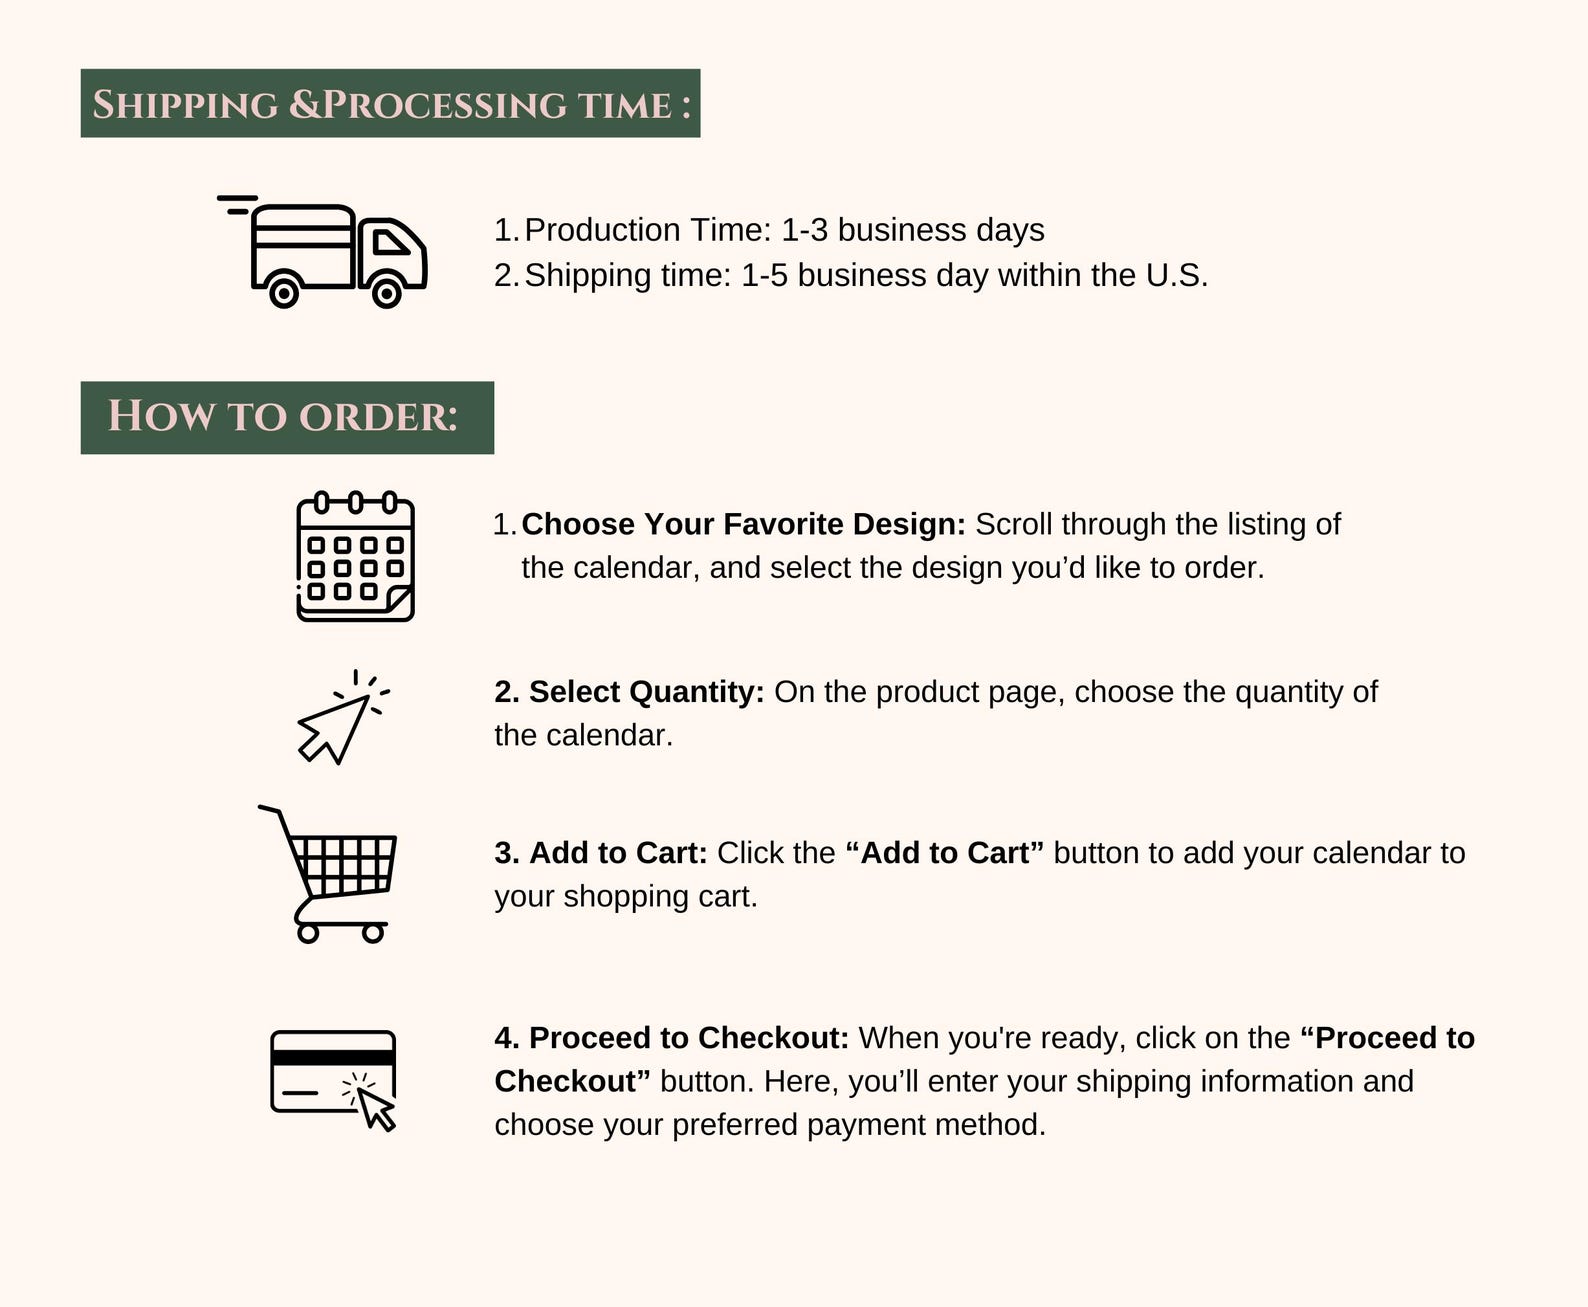 Shipping &Processing time :
1. Production Time: 1-3 business days
2. Shipping time: 1-5 business day within the U.S.
How to order:
1. Choose Your Favorite Design: Scroll through the listing of
the calendar, and select the design you’d like to order.
2. Select Quantity: On the product page, choose the quantity of
the calendar.
3. Add to Cart: Click the “Add to Cart” button to add your calendar to
your shopping cart.
4. Proceed to Checkout: When you're ready, click on the “Proceed to
Checkout” button. Here, you’ll enter your shipping information and
choose your preferred payment method.